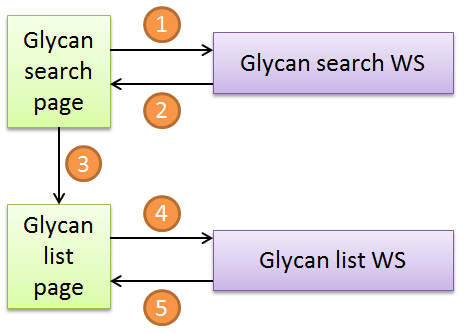 Glycan
search
page
1
Glycan search WS
2
3
Glycan
list
page
4
Glycan list WS
5